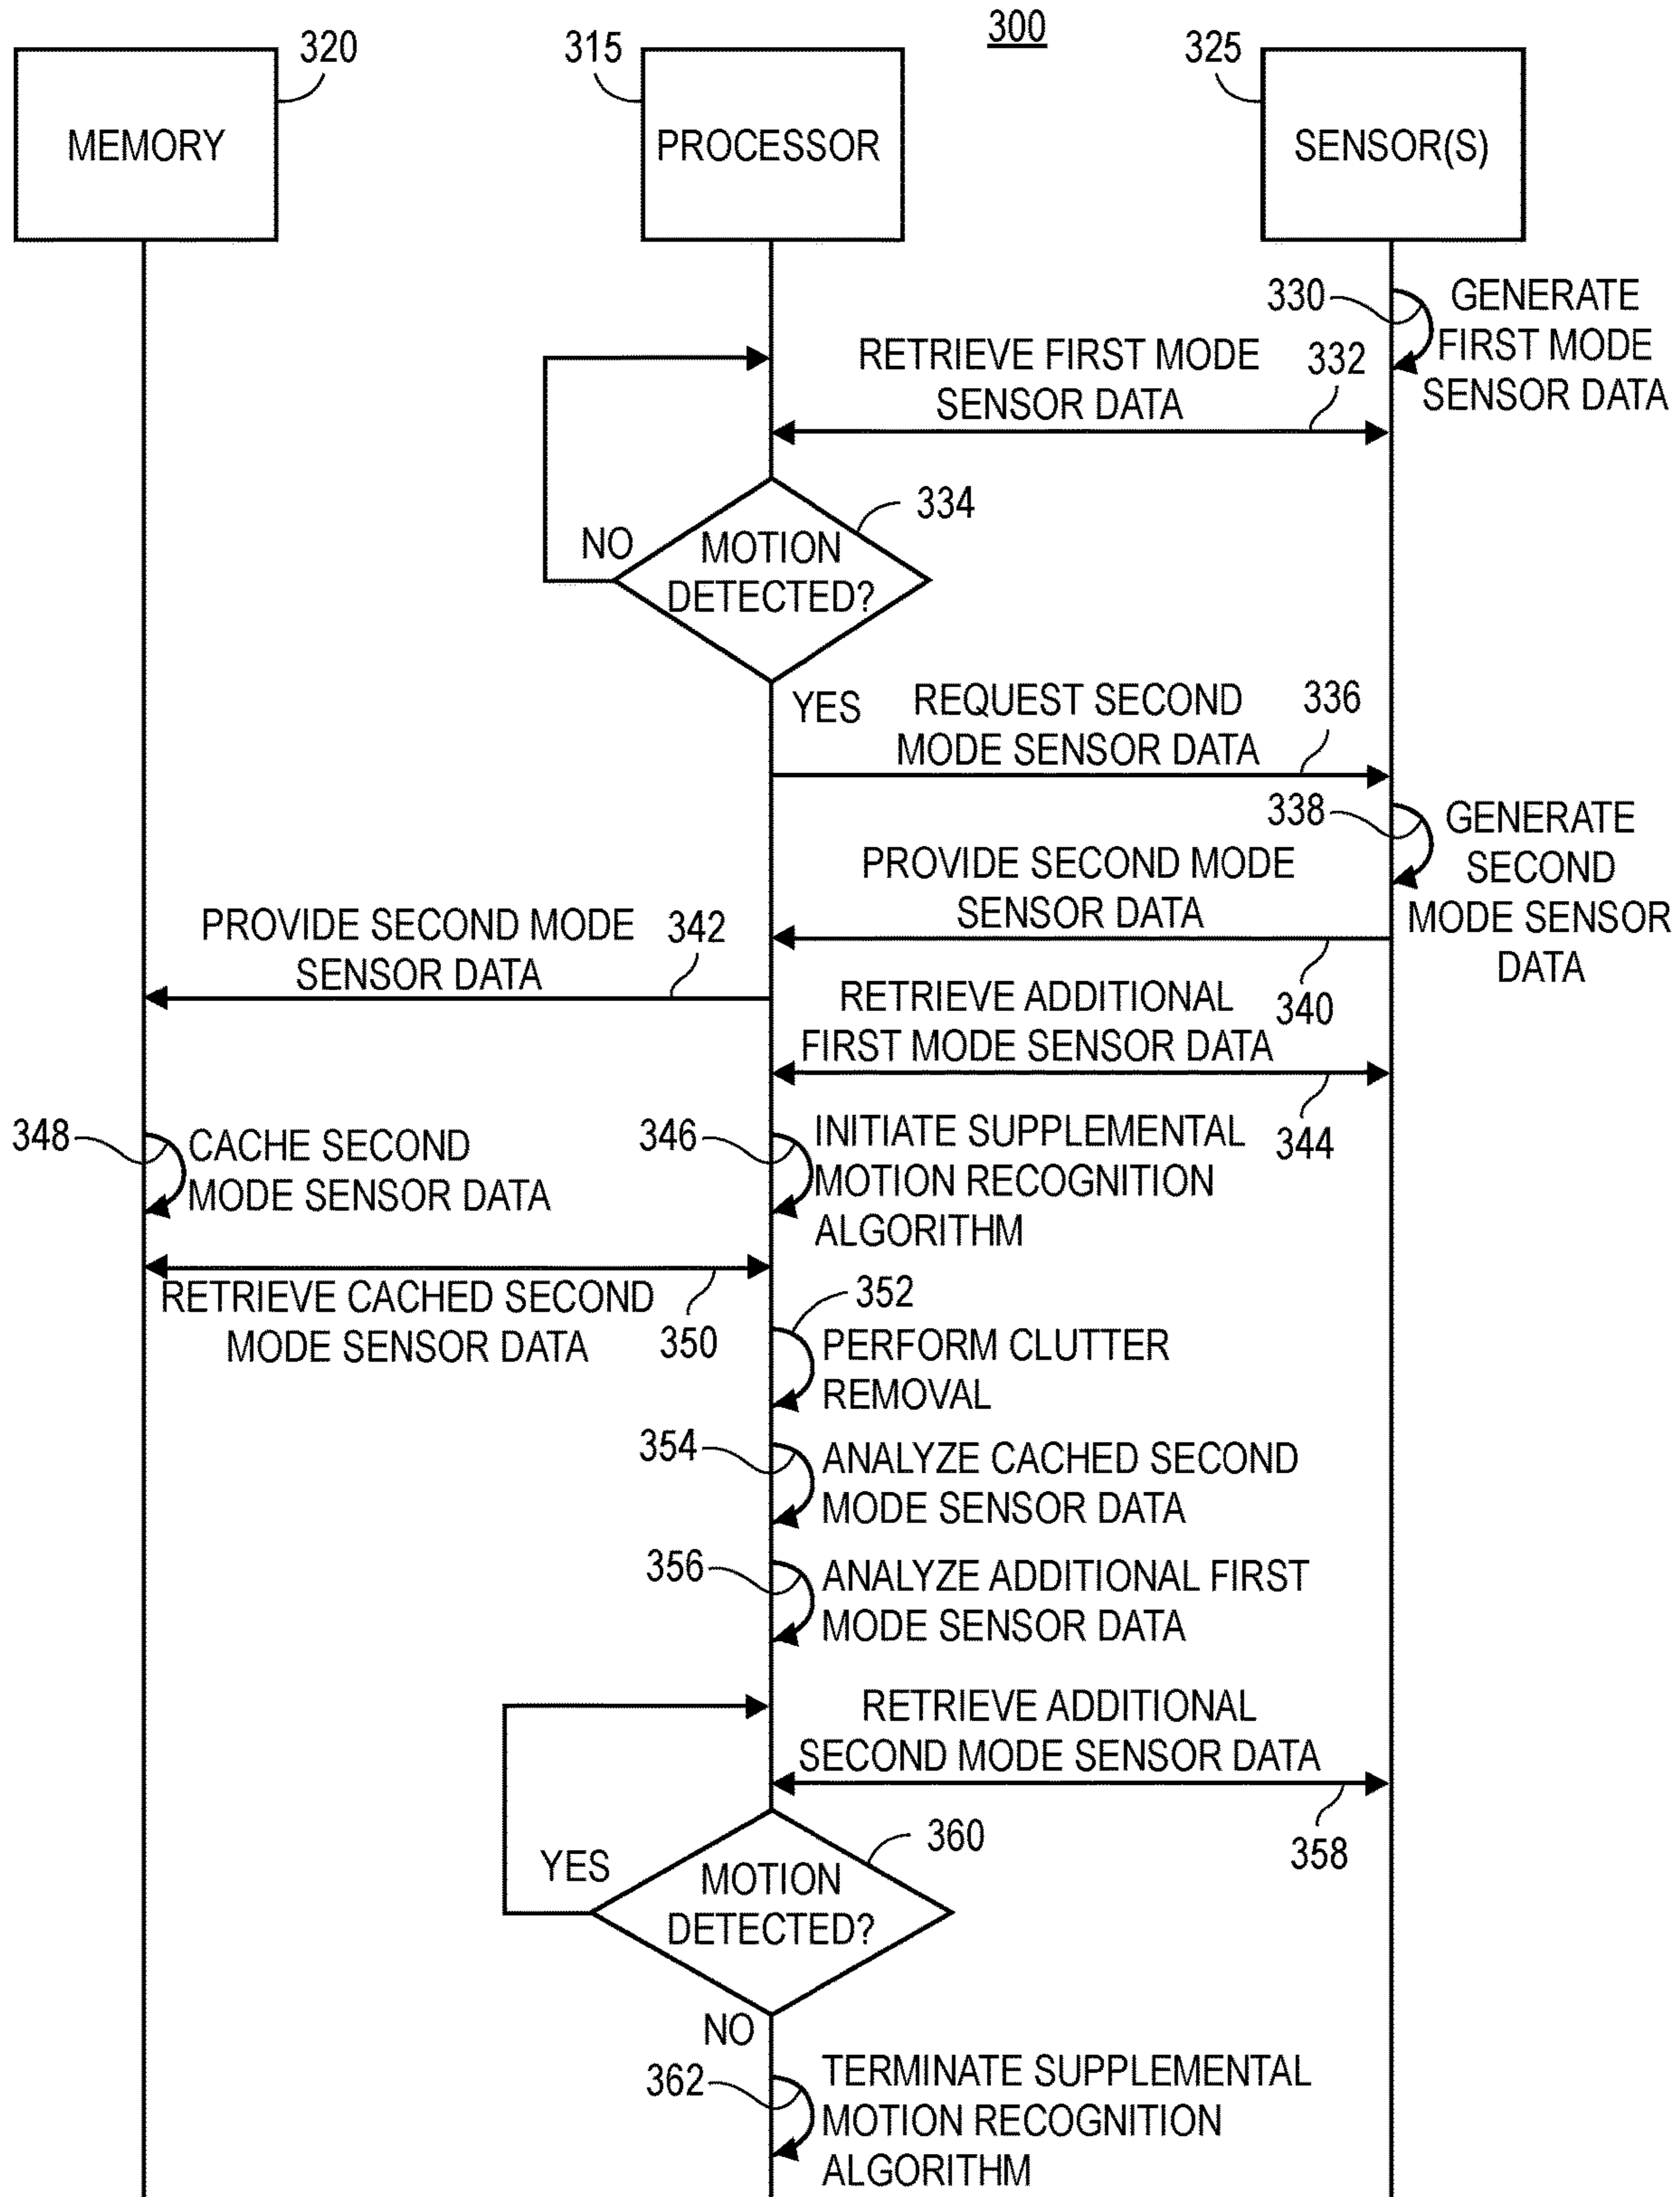 300
320
315
325
MEMORY
PROCESSOR
SENSOR(S)
330
GENERATE
FIRST MODE
SENSOR DATA
RETRIEVE FIRST MODE
SENSOR DATA
332
334
NO
MOTION
DETECTED?
YES
REQUEST SECOND
MODE SENSOR DATA
336
338
GENERATE
SECOND
MODE SENSOR
DATA
PROVIDE SECOND MODE
SENSOR DATA
340
PROVIDE SECOND MODE
SENSOR DATA
342
RETRIEVE ADDITIONAL
FIRST MODE SENSOR DATA
344
348
CACHE SECOND
MODE SENSOR DATA
346
INITIATE SUPPLEMENTAL
MOTION RECOGNITION
ALGORITHM
RETRIEVE CACHED SECOND
MODE SENSOR DATA
350
352
PERFORM CLUTTER
REMOVAL
354
ANALYZE CACHED SECOND
MODE SENSOR DATA
356
ANALYZE ADDITIONAL FIRST
MODE SENSOR DATA
RETRIEVE ADDITIONAL
SECOND MODE SENSOR DATA
358
360
YES
MOTION
DETECTED?
NO
362
TERMINATE SUPPLEMENTAL
MOTION RECOGNITION
ALGORITHM